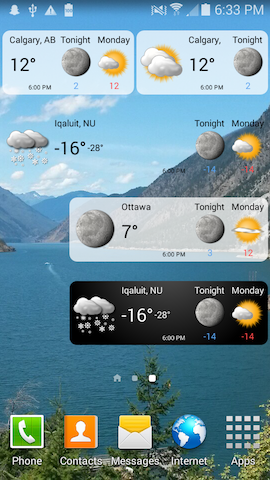 6:33 PM
Calgary, AB Tonight Monday
12°
6:00 PM 2 12
Calgary, Tonight
12°
6:00 PM 2
Iqaluit, NU Tonight Monday
-16° -28°
6:00 PM -14 -14
Ottawa Tonight Monday
7°
6:00 PM 3 12
Iqaluit, NU Tonight Monday
-16° -28°
6:00 PM -14 -14
Phone Contacts Messages Internet Apps